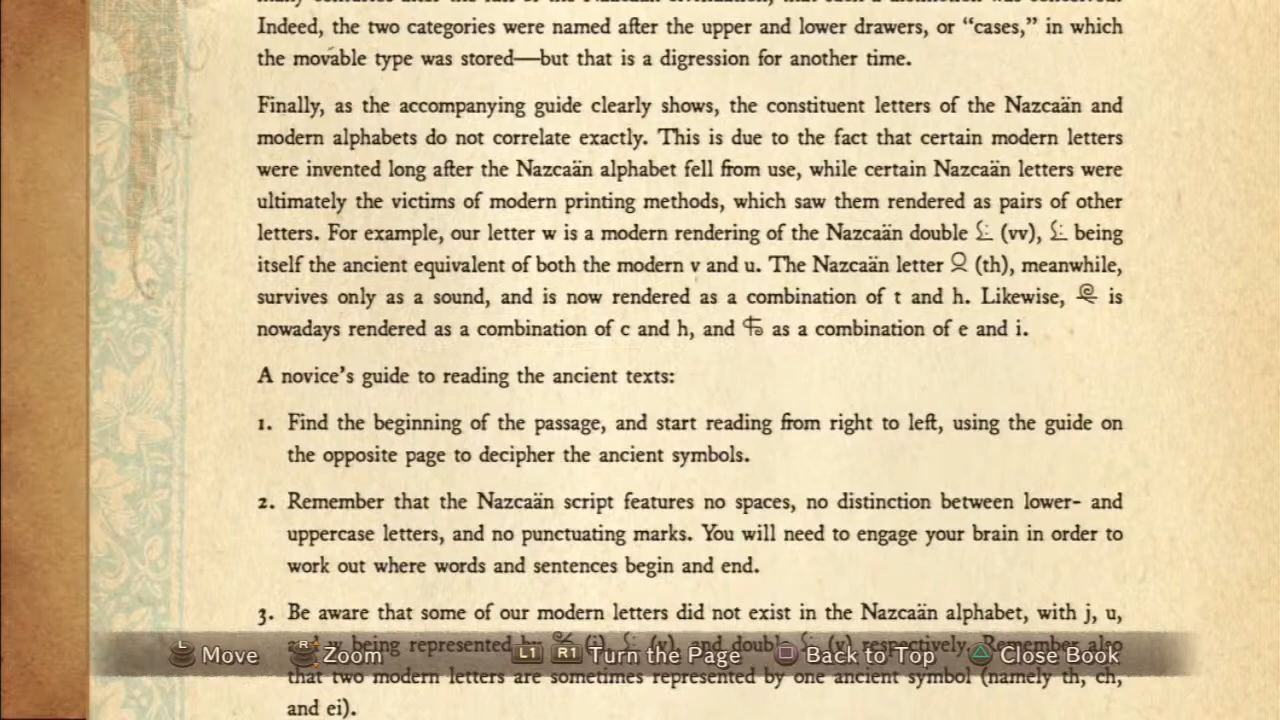 Indeed, the two categories were named after the upper and lower drawers, or “cases,” in which
the movable type was stored—but that is a digression for another time.
Finally, as the accompanying guide clearly shows, the constituent letters of the Nazcaän and
modern alphabets do not correlate exactly. This is due to the fact that certain modern letters
were invented long after the Nazcaän alphabet fell from use, while certain Nazcaän letters were
ultimately the victims of modern printing methods, which saw them rendered as pairs of other
letters. For example, our letter w is a modern rendering of the Nazcaän double (vv), being
itself the ancient equivalent of both the modern v and u. The Nazcaän letter (th), meanwhile,
survives only as a sound, and is now rendered as a combination of t and h. Likewise, is
nowadays rendered as a combination of c and h, and as a combination of e and i.
A novice’s guide to reading the ancient texts:
1. Find the beginning of the passage, and start reading from right to left, using the guide on
the opposite page to decipher the ancient symbols.
2. Remember that the Nazcaän script features no spaces, no distinction between lower- and
uppercase letters, and no punctuating marks. You will need to engage your brain in order to
work out where words and sentences begin and end.
3. Be aware that some of our modern letters did not exist in the Nazcaän alphabet, with j, u,
and w being represented by (i), (v), and double (v) respectively. Remember also
L Move R Zoom L1 R1 Turn the Page Back to Top Close Book
that two modern letters are sometimes represented by one ancient symbol (namely th, ch,
and ei).